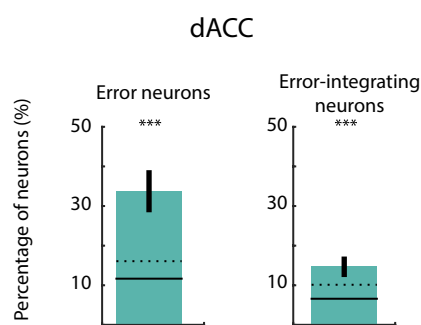 dACC
Percentage of neurons (%)
Error neurons
***
50
30
10
Error-integrating
neurons
***
50
30
10